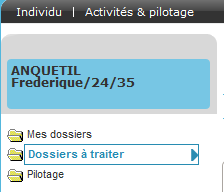 Individu | Activités & pilotage
ANQUETIL
Frederique/24/35
Mes dossiers
Dossiers à traiter
Pilotage